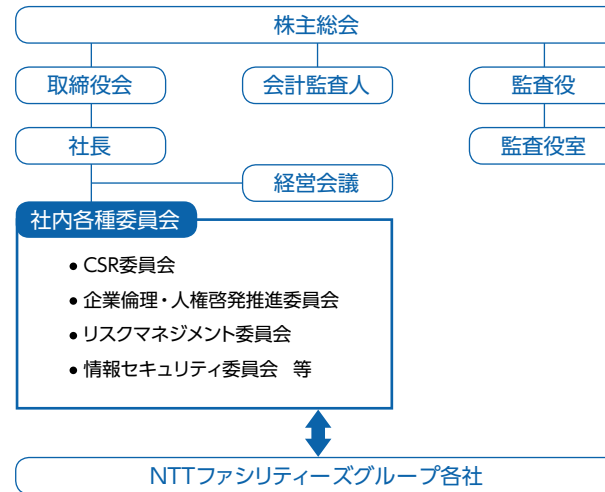 株主総会
取締役会
会計監査人
監査役
社長
監査役室
経営会議
社内各種委員会
● CSR委員会
● 企業倫理・人権啓発推進委員会
● リスクマネジメント委員会
● 情報セキュリティ委員会 等
NTTファシリティーズグループ各社